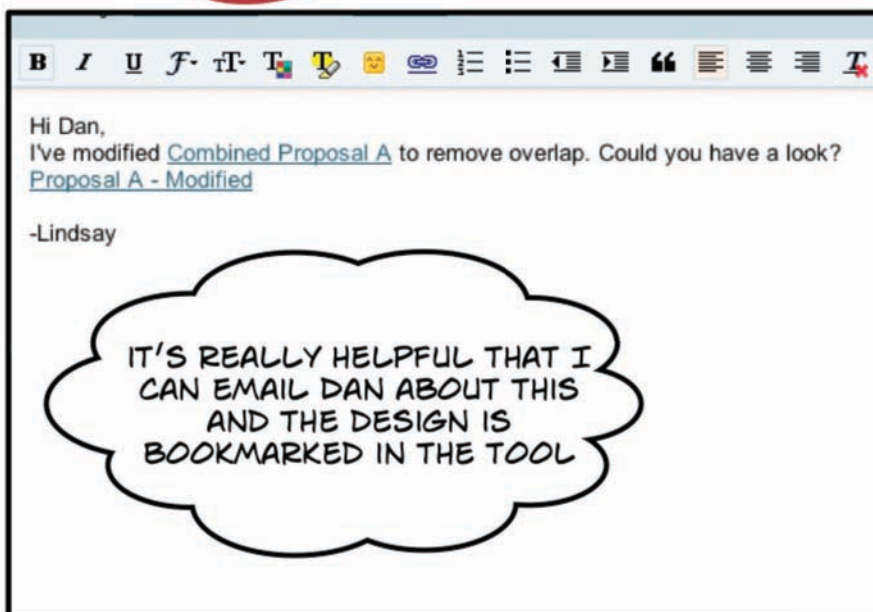 Hi Dan,
I've modified Combined Proposal A to remove overlap. Could you have a look?
Proposal A - Modified
-Lindsay
IT'S REALLY HELPFUL THAT I
CAN EMAIL DAN ABOUT THIS
AND THE DESIGN IS
BOOKMARKED IN THE TOOL